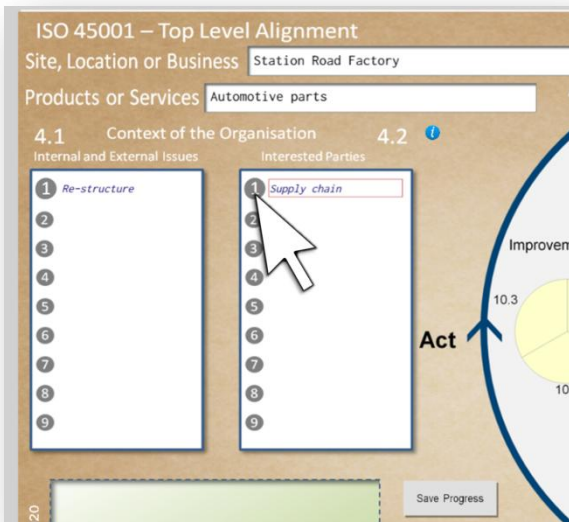 ISO 45001 – Top Level Alignment
Site, Location or Business Station Road Factory
Products or Services Automotive parts
4.1 Context of the Organisation 4.2 i
Internal and External Issues Interested Parties
1 Re-structure 1 Supply chain
2 2
3 3
4 4
5 5
6 6
7 7
8 8
9 9
Improvem
10.3
Act
10
Save Progress
20